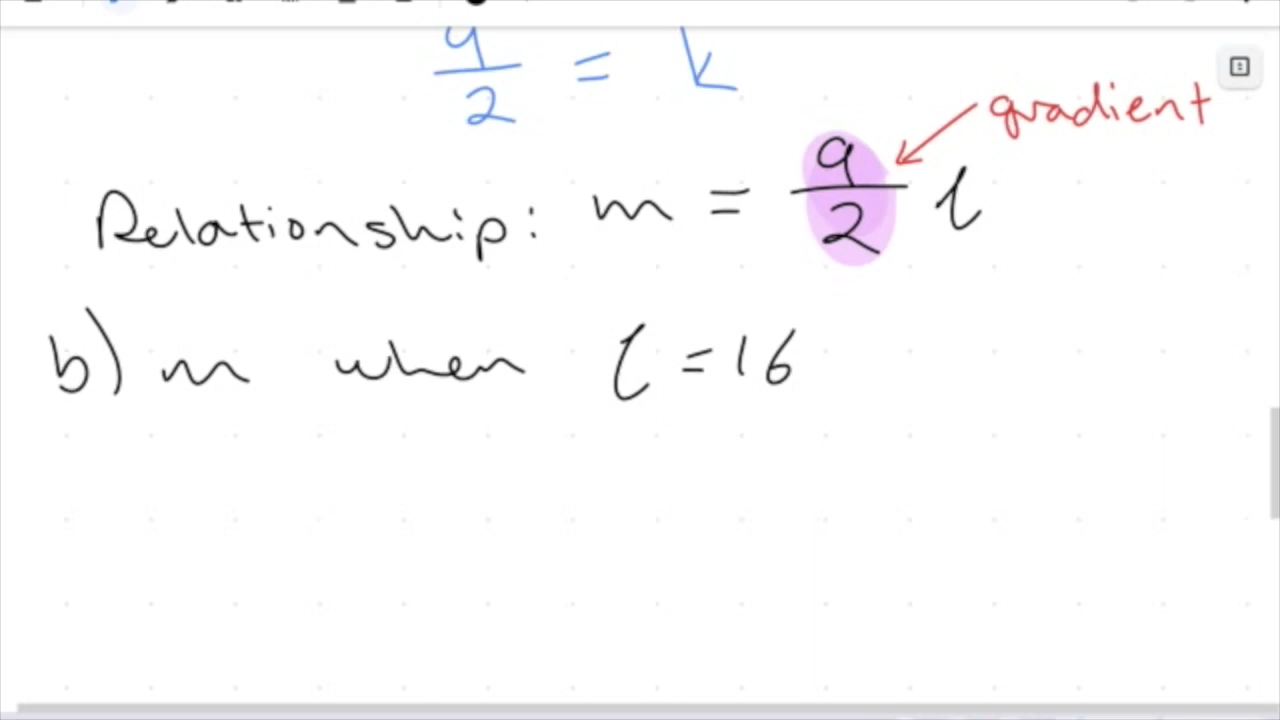 9/2 = k
gradient
Relationship: m = 9/2 l
b) m when l = 16